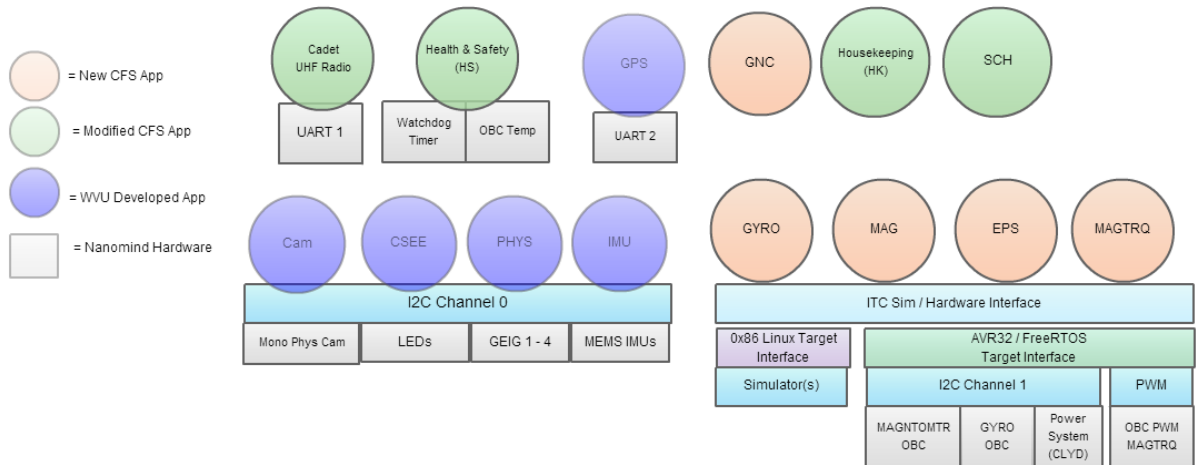 = New CFS App
= Modified CFS App
= WVU Developed App
= Nanomind Hardware
Cadet
UHF Radio
UART 1
Health & Safety
(HS)
Watchdog
Timer
OBC Temp
GPS
UART 2
GNC
Housekeeping
(HK)
SCH
Cam
CSEE
PHYS
IMU
I2C Channel 0
Mono Phys Cam
LEDs
GEIG 1 - 4
MEMS IMUs
GYRO
MAG
EPS
MAGTRQ
ITC Sim / Hardware Interface
0x86 Linux Target
Interface
AVR32 / FreeRTOS
Target Interface
Simulator(s)
I2C Channel 1
PWM
MAGNTOMTR
OBC
GYRO
OBC
Power
System
(CLYD)
OBC PWM
MAGTRQ